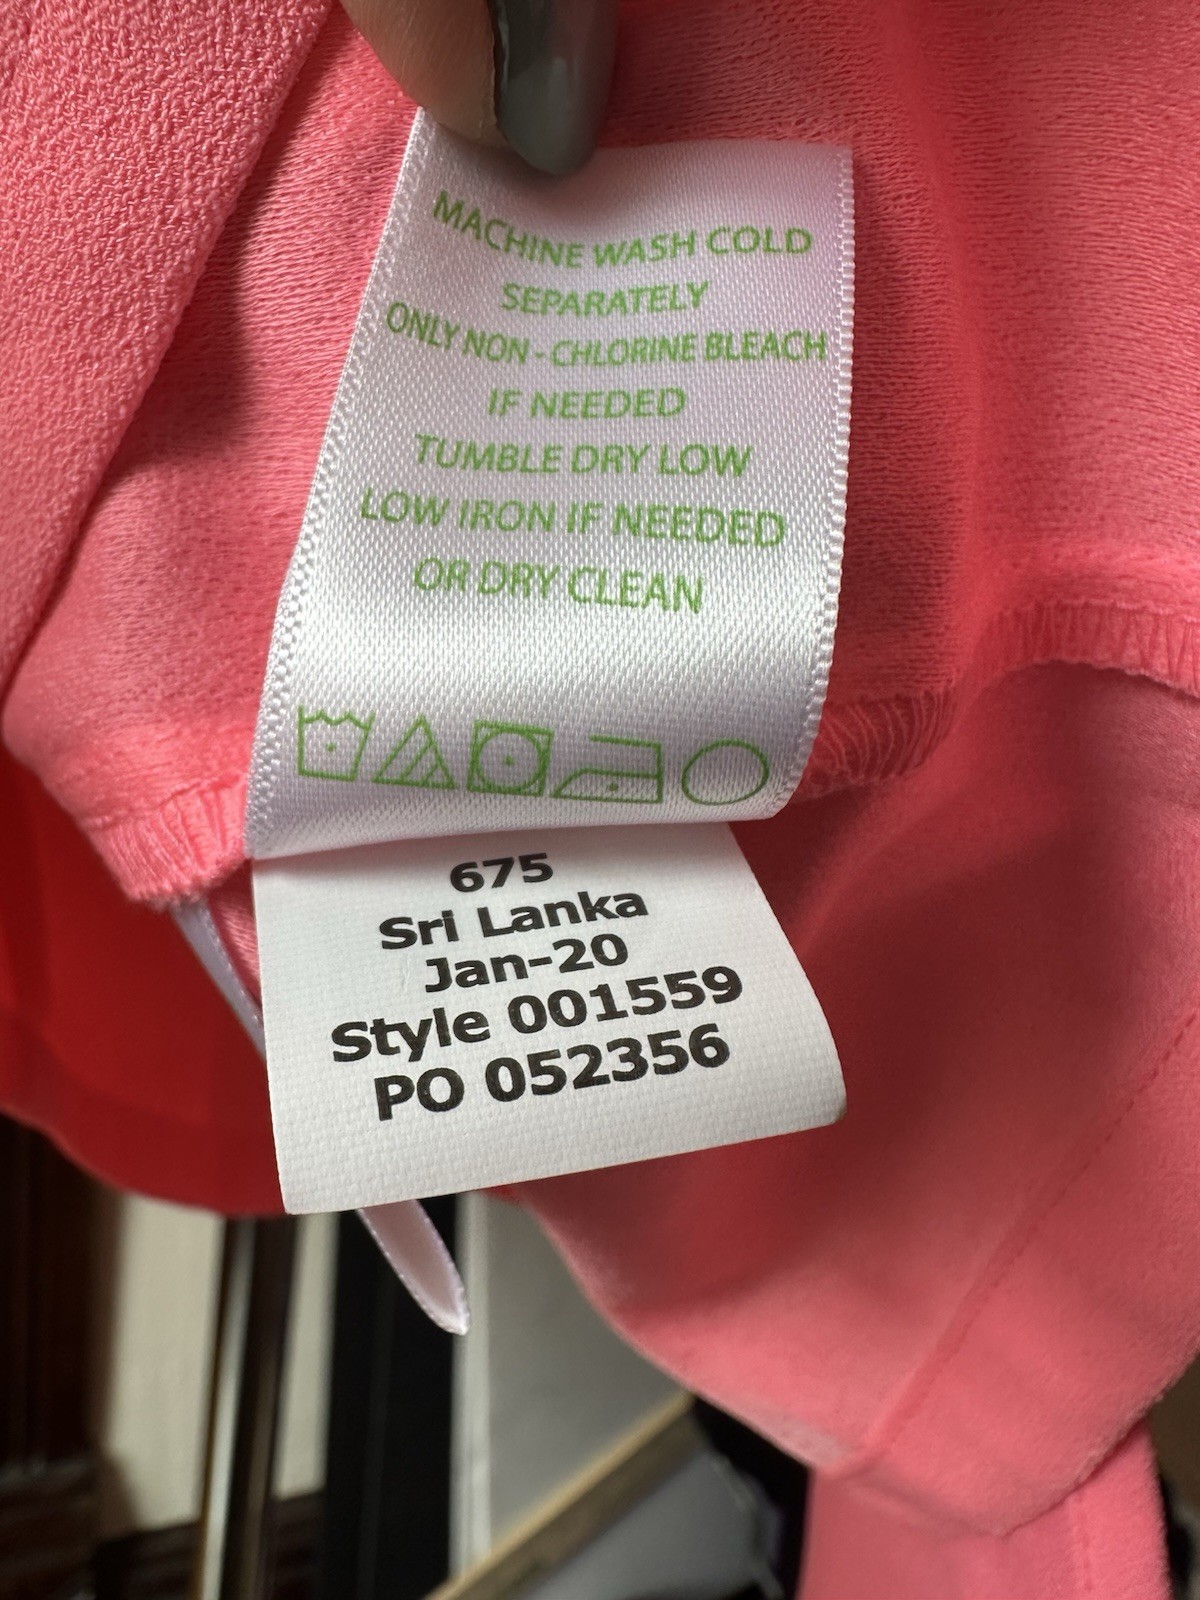 MACHINE WASH COLD
SEPARATELY
ONLY NON - CHLORINE BLEACH
IF NEEDED
TUMBLE DRY LOW
LOW IRON IF NEEDED
OR DRY CLEAN
675
Sri Lanka
Jan-20
Style 001559
PO 052356